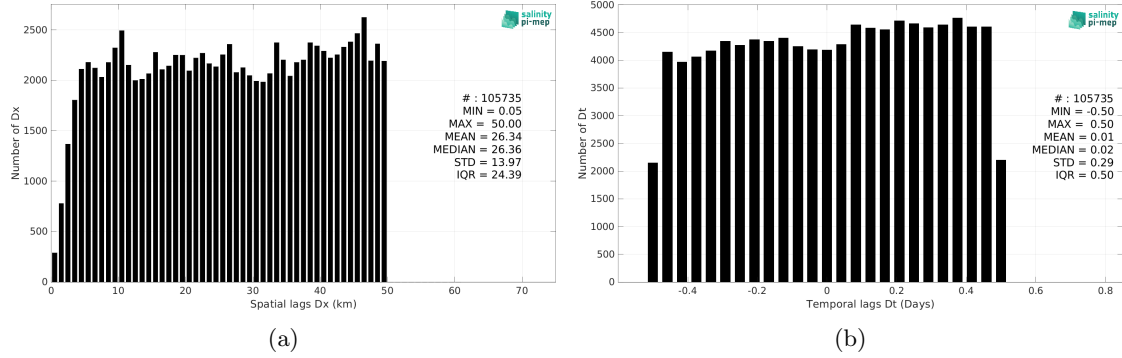 2500
2000
1500
1000
500
0
Number of Dx
salinity
pi-mep
# : 105735
MIN = 0.05
MAX = 50.00
MEAN = 26.34
MEDIAN = 26.36
STD = 13.97
IQR = 24.39
0 10 20 30 40 50 60 70
Spatial lags Dx (km)
(a)
5000
4500
4000
3500
3000
2500
2000
1500
1000
500
0
Number of Dt
salinity
pi-mep
# : 105735
MIN = -0.50
MAX = 0.50
MEAN = 0.01
MEDIAN = 0.02
STD = 0.29
IQR = 0.50
-0.4 -0.2 0 0.2 0.4 0.6 0.8
Temporal lags Dt (Days)
(b)